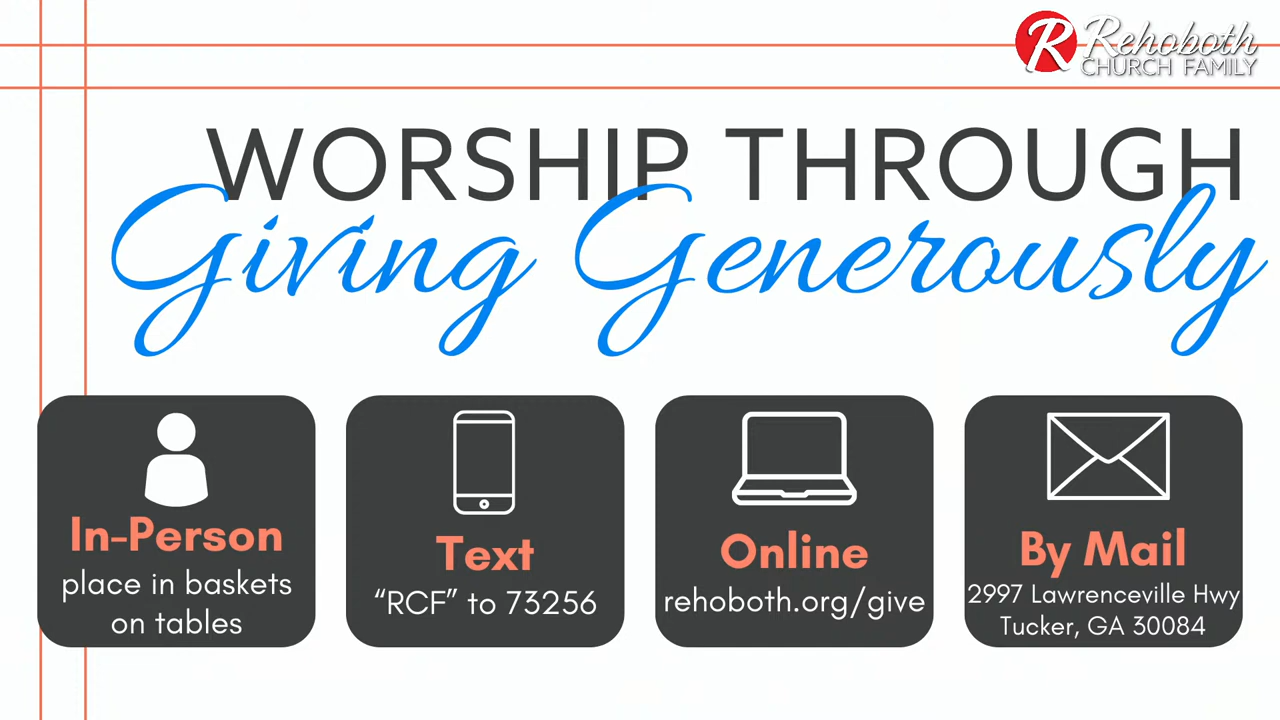 R Rehoboth
CHURCH FAMILY
WORSHIP THROUGH
Giving Generously
In-Person
place in baskets
on tables
Text
“RCF” to 73256
Online
rehoboth.org/give
By Mail
2997 Lawrenceville Hwy
Tucker, GA 30084